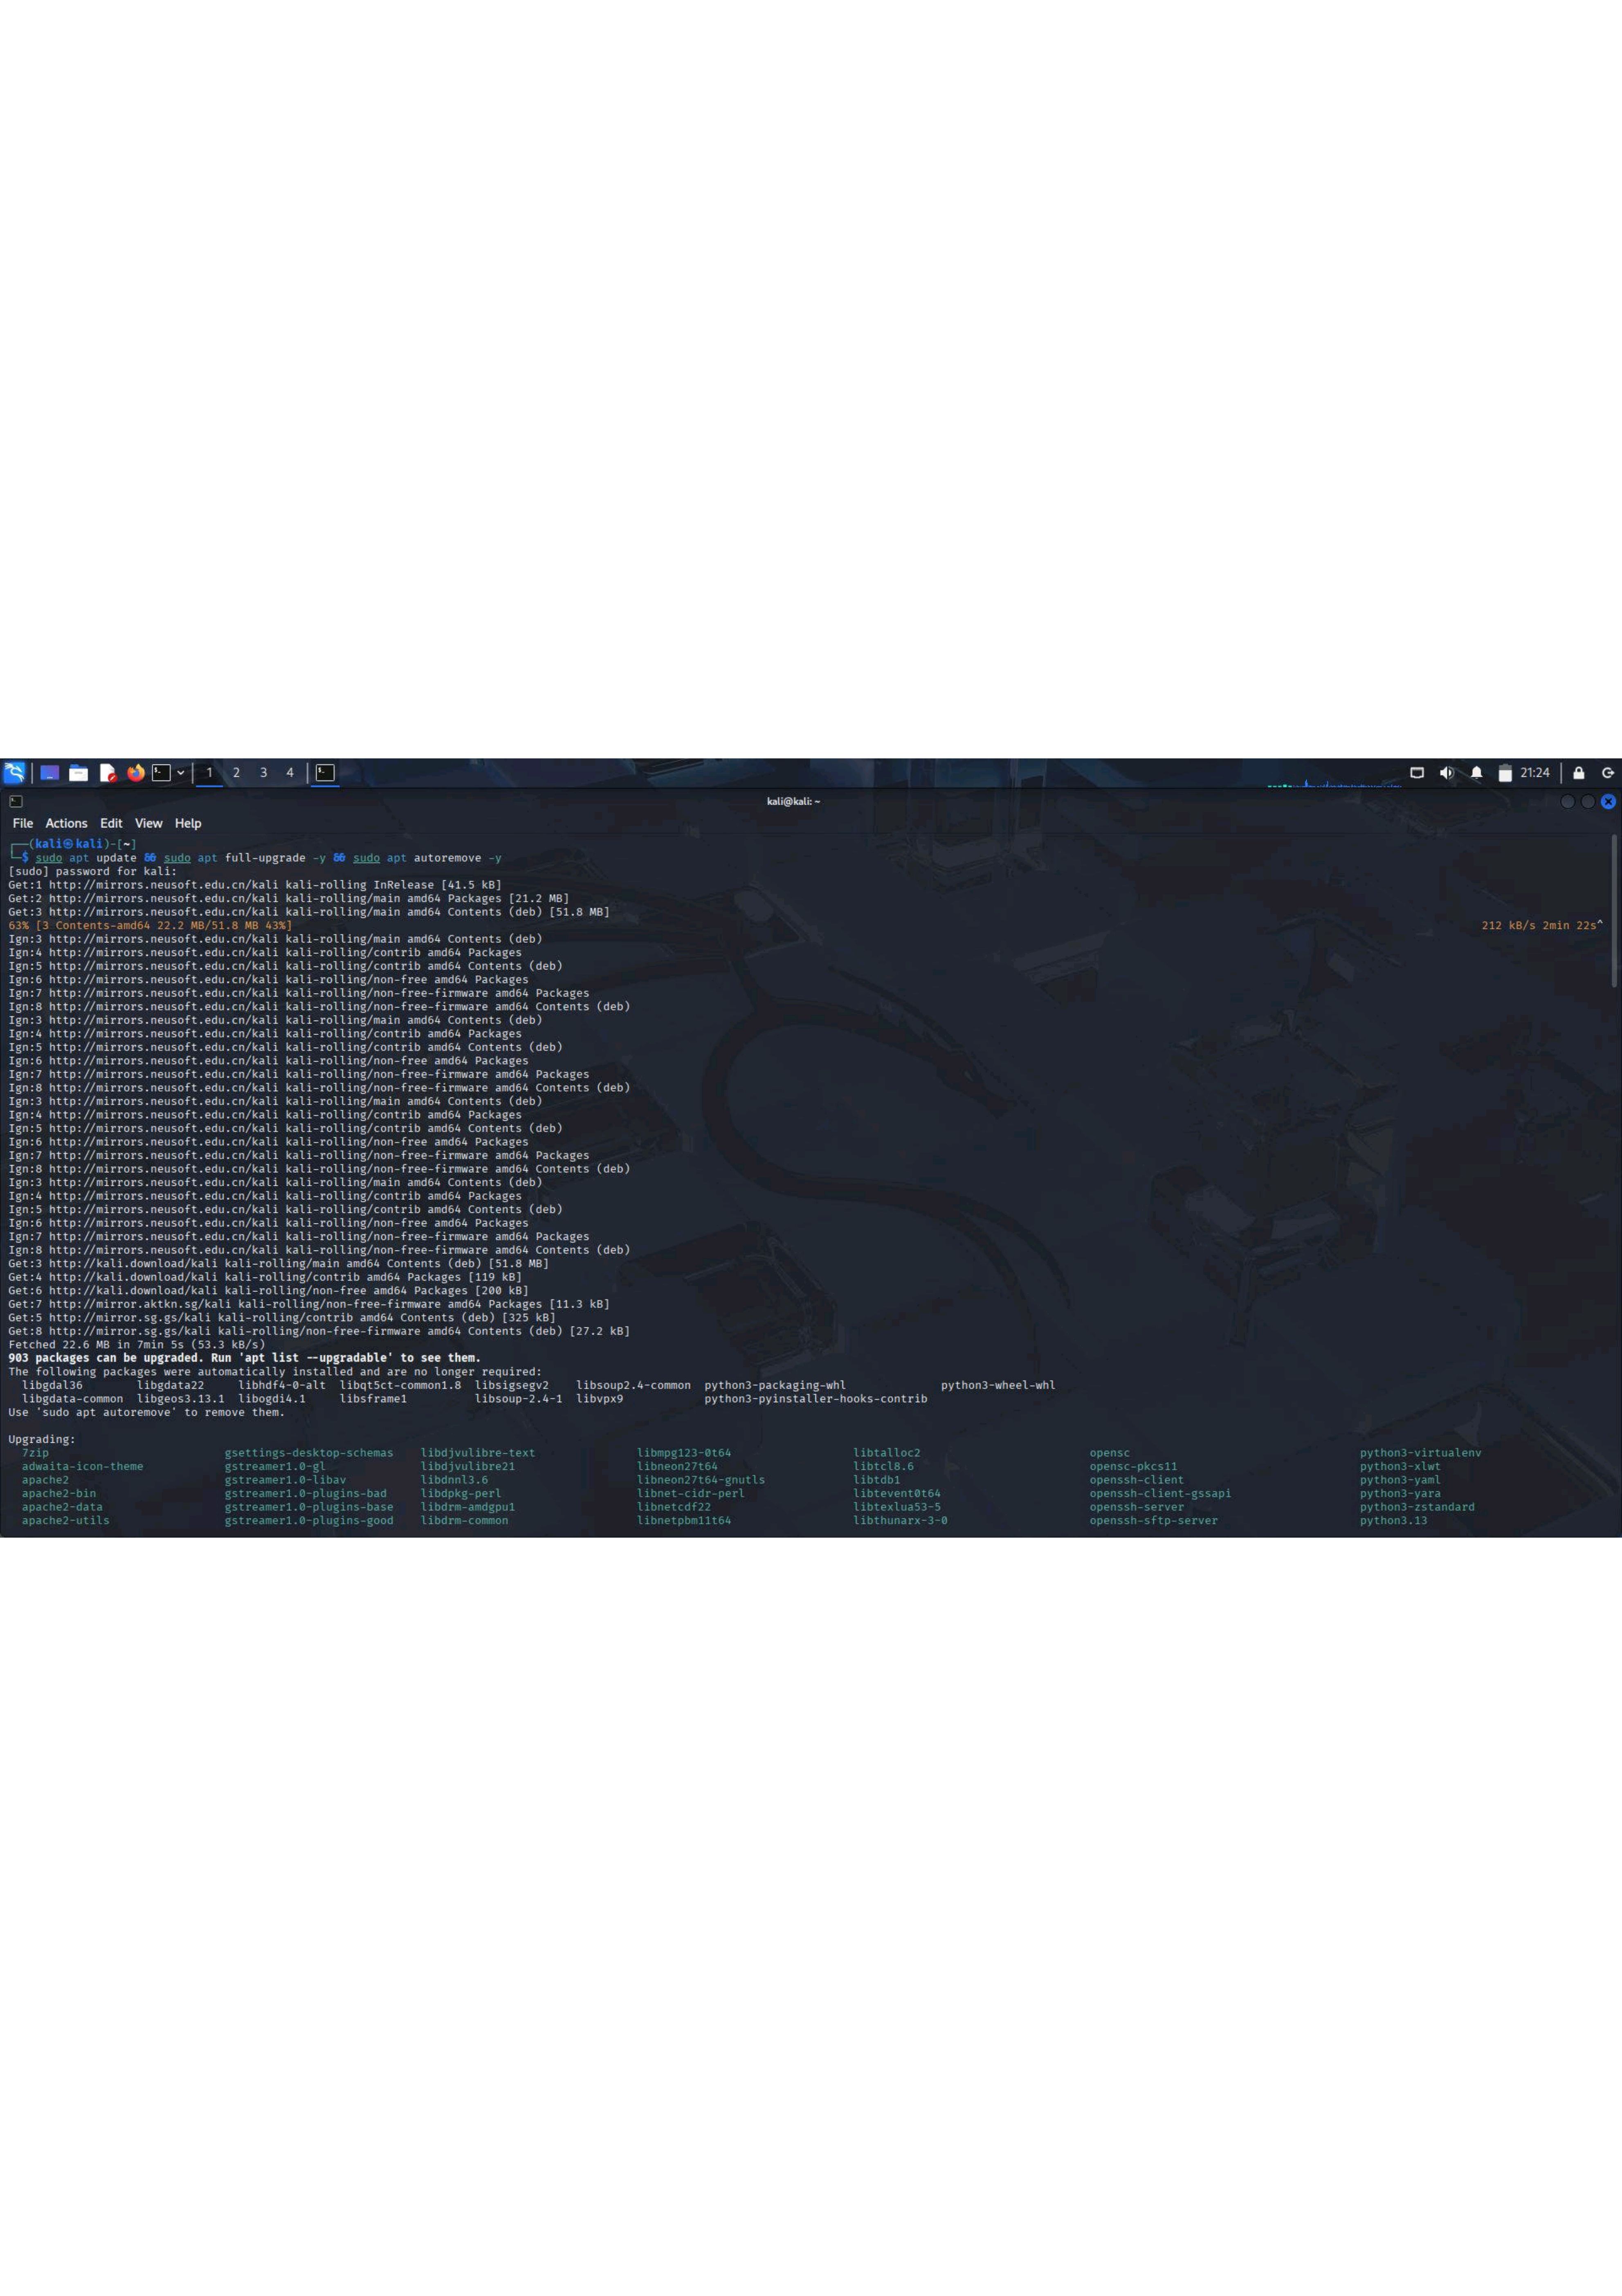 1 2 3 4 21:24
kali@kali: ~
File Actions Edit View Help
┌──(kali㉿kali)-[~]
└─$ sudo apt update && sudo apt full-upgrade -y && sudo apt autoremove -y
[sudo] password for kali:
Get:1 http://mirrors.neusoft.edu.cn/kali kali-rolling InRelease [41.5 kB]
Get:2 http://mirrors.neusoft.edu.cn/kali kali-rolling/main amd64 Packages [21.2 MB]
Get:3 http://mirrors.neusoft.edu.cn/kali kali-rolling/main amd64 Contents (deb) [51.8 MB]
63% [3 Contents-amd64 22.2 MB/51.8 MB 43%] 212 kB/s 2min 22s^
Ign:3 http://mirrors.neusoft.edu.cn/kali kali-rolling/main amd64 Contents (deb)
Ign:4 http://mirrors.neusoft.edu.cn/kali kali-rolling/contrib amd64 Packages
Ign:5 http://mirrors.neusoft.edu.cn/kali kali-rolling/contrib amd64 Contents (deb)
Ign:6 http://mirrors.neusoft.edu.cn/kali kali-rolling/non-free amd64 Packages
Ign:7 http://mirrors.neusoft.edu.cn/kali kali-rolling/non-free-firmware amd64 Packages
Ign:8 http://mirrors.neusoft.edu.cn/kali kali-rolling/non-free-firmware amd64 Contents (deb)
Ign:3 http://mirrors.neusoft.edu.cn/kali kali-rolling/main amd64 Contents (deb)
Ign:4 http://mirrors.neusoft.edu.cn/kali kali-rolling/contrib amd64 Packages
Ign:5 http://mirrors.neusoft.edu.cn/kali kali-rolling/contrib amd64 Contents (deb)
Ign:6 http://mirrors.neusoft.edu.cn/kali kali-rolling/non-free amd64 Packages
Ign:7 http://mirrors.neusoft.edu.cn/kali kali-rolling/non-free-firmware amd64 Packages
Ign:8 http://mirrors.neusoft.edu.cn/kali kali-rolling/non-free-firmware amd64 Contents (deb)
Ign:3 http://mirrors.neusoft.edu.cn/kali kali-rolling/main amd64 Contents (deb)
Ign:4 http://mirrors.neusoft.edu.cn/kali kali-rolling/contrib amd64 Packages
Ign:5 http://mirrors.neusoft.edu.cn/kali kali-rolling/contrib amd64 Contents (deb)
Ign:6 http://mirrors.neusoft.edu.cn/kali kali-rolling/non-free amd64 Packages
Ign:7 http://mirrors.neusoft.edu.cn/kali kali-rolling/non-free-firmware amd64 Packages
Ign:8 http://mirrors.neusoft.edu.cn/kali kali-rolling/non-free-firmware amd64 Contents (deb)
Ign:3 http://mirrors.neusoft.edu.cn/kali kali-rolling/main amd64 Contents (deb)
Ign:4 http://mirrors.neusoft.edu.cn/kali kali-rolling/contrib amd64 Packages
Ign:5 http://mirrors.neusoft.edu.cn/kali kali-rolling/contrib amd64 Contents (deb)
Ign:6 http://mirrors.neusoft.edu.cn/kali kali-rolling/non-free amd64 Packages
Ign:7 http://mirrors.neusoft.edu.cn/kali kali-rolling/non-free-firmware amd64 Packages
Ign:8 http://mirrors.neusoft.edu.cn/kali kali-rolling/non-free-firmware amd64 Contents (deb)
Get:3 http://kali.download/kali kali-rolling/main amd64 Contents (deb) [51.8 MB]
Get:4 http://kali.download/kali kali-rolling/contrib amd64 Packages [119 kB]
Get:6 http://kali.download/kali kali-rolling/non-free amd64 Packages [200 kB]
Get:7 http://mirror.aktkn.sg/kali kali-rolling/non-free-firmware amd64 Packages [11.3 kB]
Get:5 http://mirror.sg.gs/kali kali-rolling/contrib amd64 Contents (deb) [325 kB]
Get:8 http://mirror.sg.gs/kali kali-rolling/non-free-firmware amd64 Contents (deb) [27.2 kB]
Fetched 22.6 MB in 7min 5s (53.3 kB/s)
903 packages can be upgraded. Run 'apt list --upgradable' to see them.
The following packages were automatically installed and are no longer required:
libgdal36 libgdata22 libhdf4-0-alt libqt5ct-common1.8 libsigsegv2 libsoup2.4-common python3-packaging-whl python3-wheel-whl
libgdata-common libgeos3.13.1 libogdi4.1 libsframe1 libsoup-2.4-1 libvpx9 python3-pyinstaller-hooks-contrib
Use 'sudo apt autoremove' to remove them.
Upgrading:
7zip gsettings-desktop-schemas libdjvulibre-text libmpg123-0t64 libtalloc2 opensc python3-virtualenv
adwaita-icon-theme gstreamer1.0-gl libdjvulibre21 libneon27t64 libtcl8.6 opensc-pkcs11 python3-xlwt
apache2 gstreamer1.0-libav libdnnl3.6 libneon27t64-gnutls libtdb1 openssh-client python3-yaml
apache2-bin gstreamer1.0-plugins-bad libdpkg-perl libnet-cidr-perl libtevent0t64 openssh-client-gssapi python3-yara
apache2-data gstreamer1.0-plugins-base libdrm-amdgpu1 libnetcdf22 libtexlua53-5 openssh-server python3-zstandard
apache2-utils gstreamer1.0-plugins-good libdrm-common libnetpbm11t64 libthunarx-3-0 openssh-sftp-server python3.13